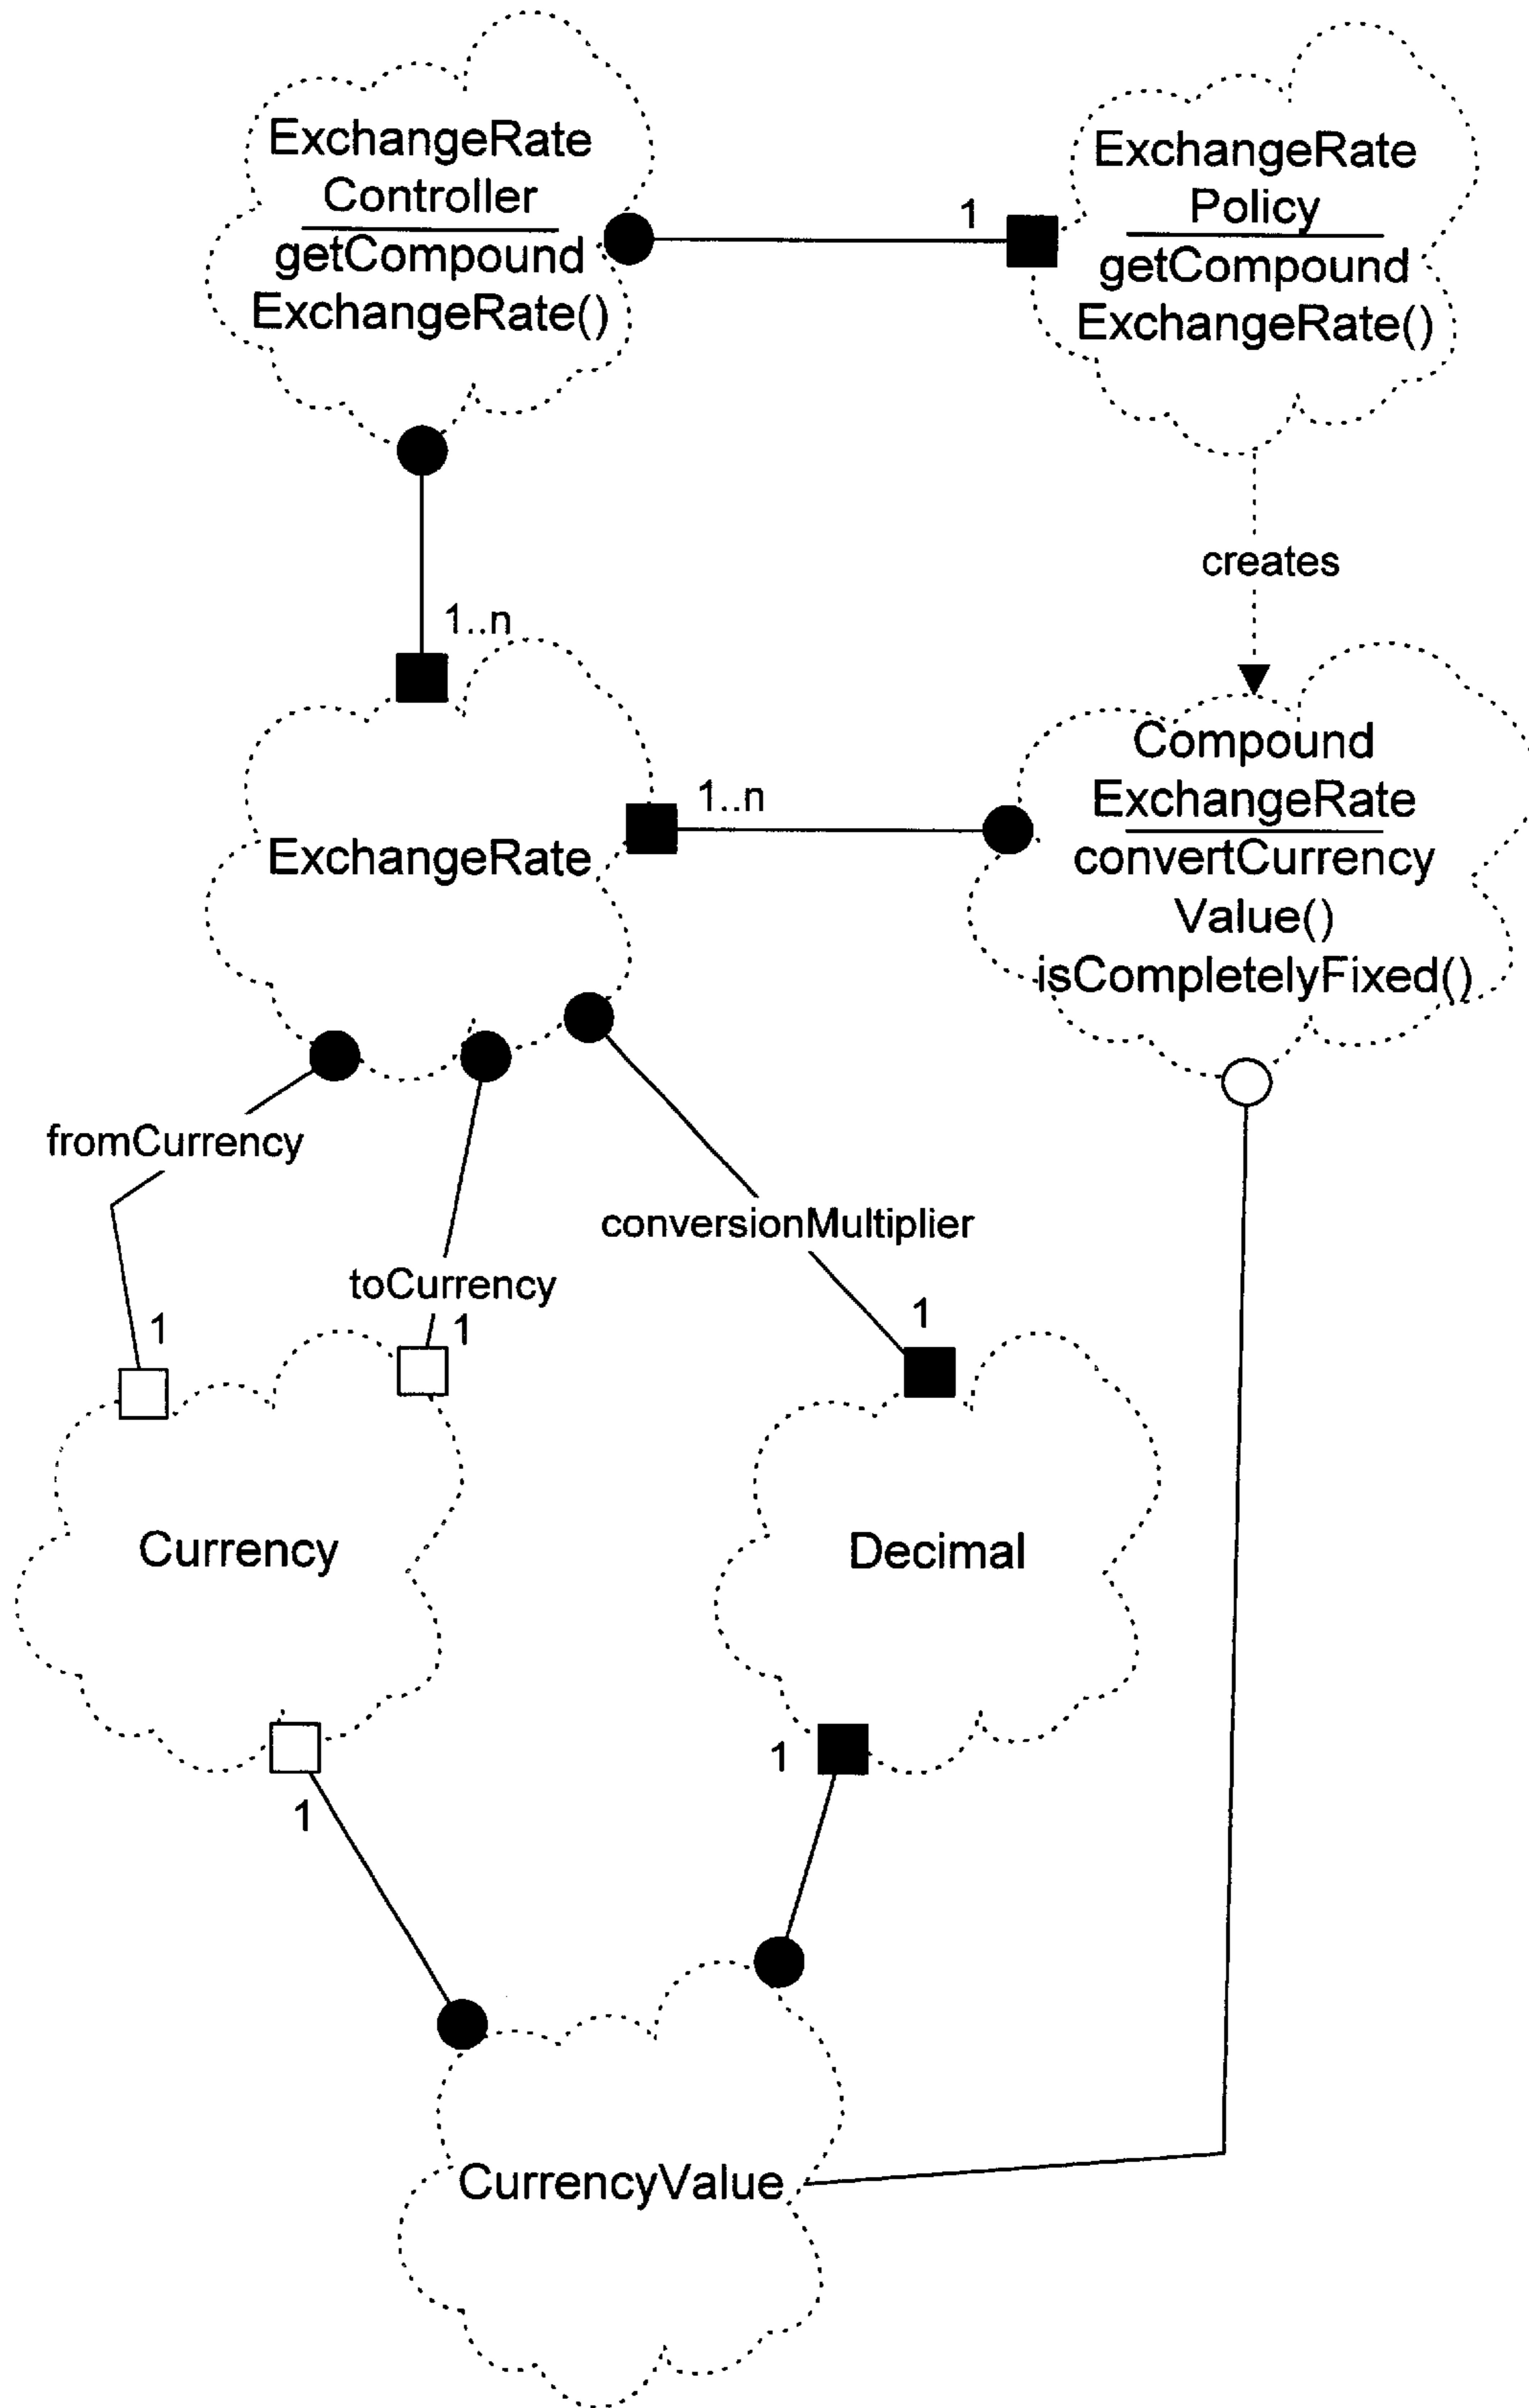 ExchangeRate
Controller
getCompound
ExchangeRate()
1
ExchangeRate
Policy
getCompound
ExchangeRate()
creates
1..n
ExchangeRate
1..n
Compound
ExchangeRate
convertCurrency
Value()
isCompletelyFixed()
fromCurrency
toCurrency
conversionMultiplier
1
1
1
Currency
Decimal
1
1
CurrencyValue